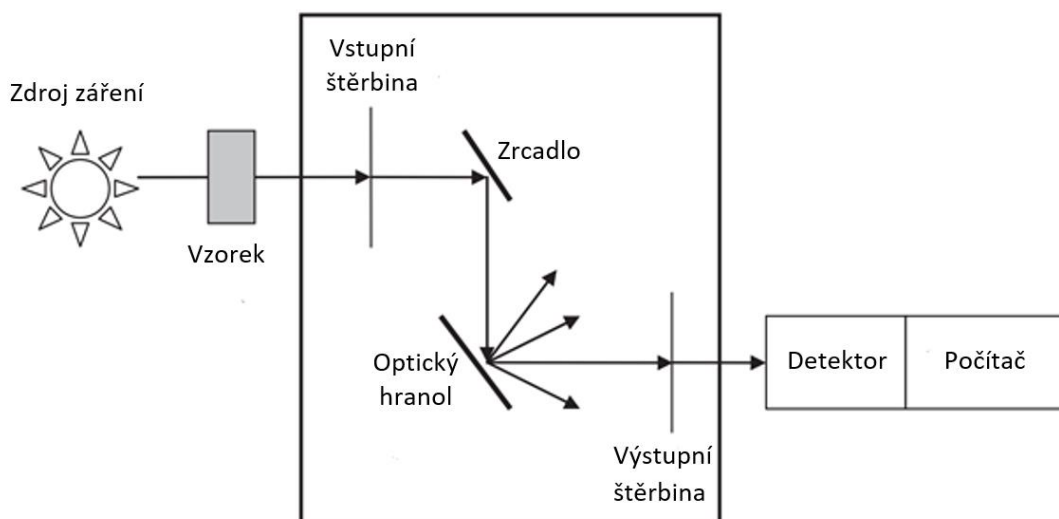 Vstupní
štěrbina
Zdroj záření
Zrcadlo
Vzorek
Optický
hranol
Detektor
Počítač
Výstupní
štěrbina